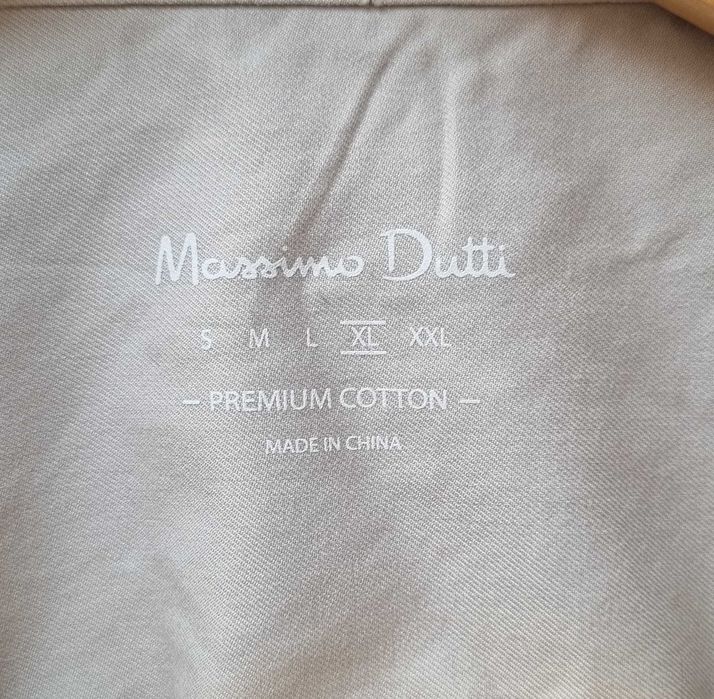 Massimo Dutti
S M L XL XXL
— PREMIUM COTTON —
MADE IN CHINA